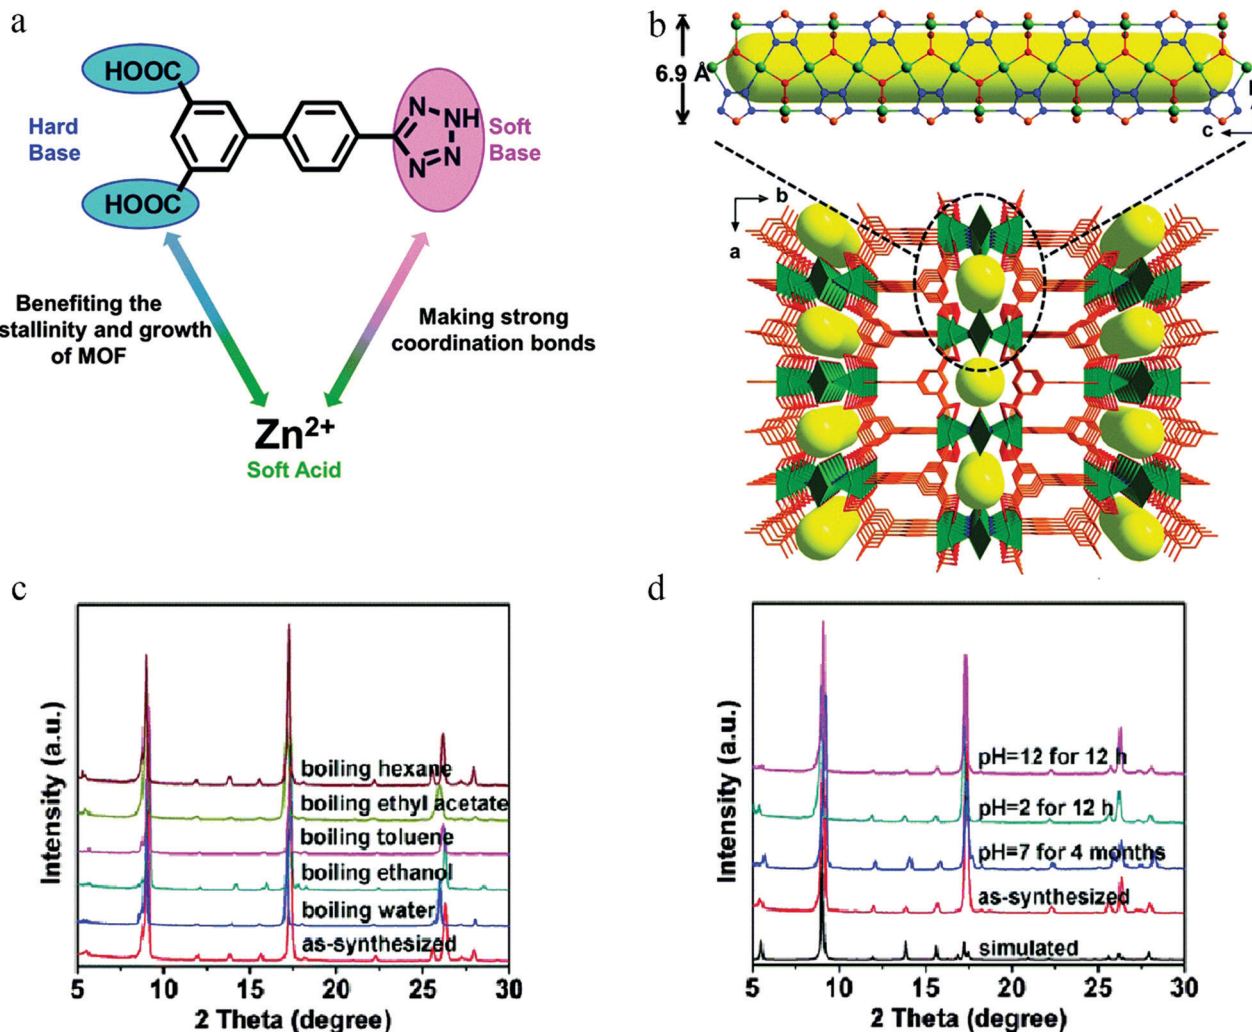 a
HOOC
HOOC
Hard
Base
N
NH
N
N
Soft
Base
Benefiting the
stallinity and growth
of MOF
Making strong
coordination bonds
Zn²⁺
Soft Acid
b
6.9 Å
c
b
a
c
Intensity (a.u.)
boiling hexane
boiling ethyl acetate
boiling toluene
boiling ethanol
boiling water
as-synthesized
5 10 15 20 25 30
2 Theta (degree)
d
Intensity (a.u.)
pH=12 for 12 h
pH=2 for 12 h
pH=7 for 4 months
as-synthesized
simulated
5 10 15 20 25 30
2 Theta (degree)